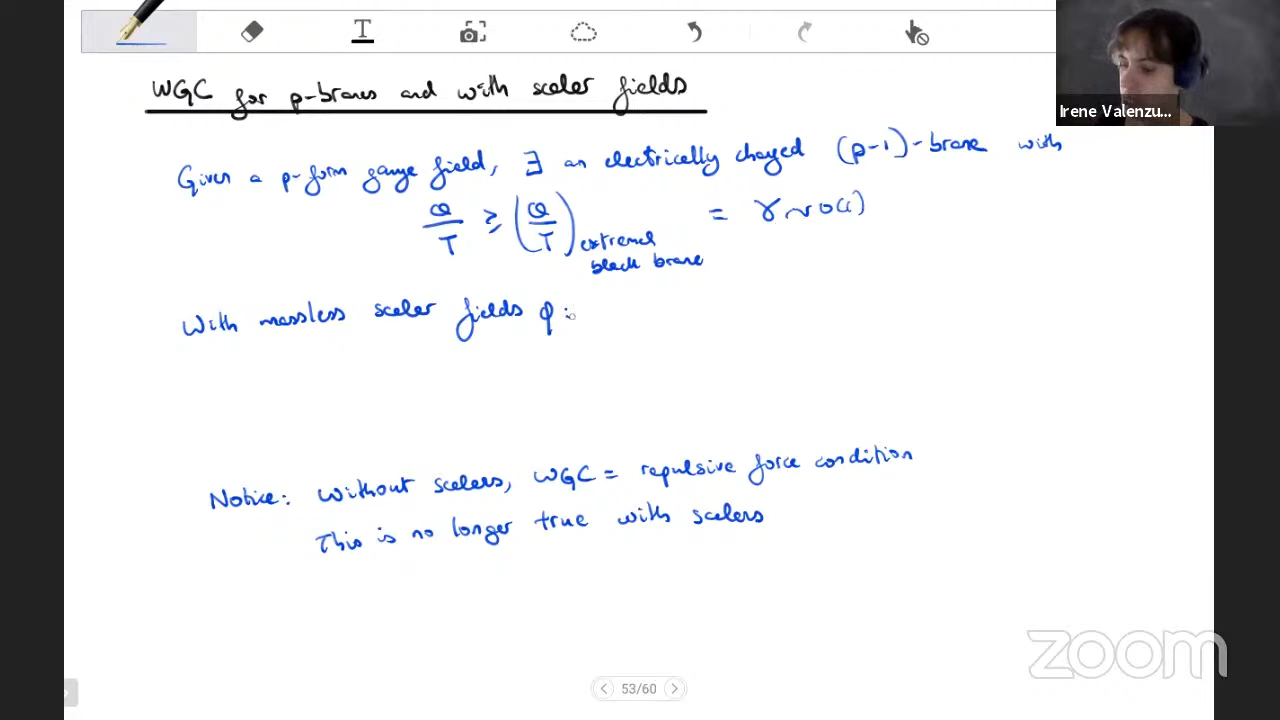 T
WGC for p-branes and with scalar fields
Irene Valenzu...
Given a p-form gauge field, ∃ an electrically charged (p-1)-brane with
Q/T ≥ (Q/T) extremal black brane = γ ~ O(1)
With massless scalar fields φ:
Notice: Without scalars, WGC = repulsive force condition
This is no longer true with scalars
zoom
53/60